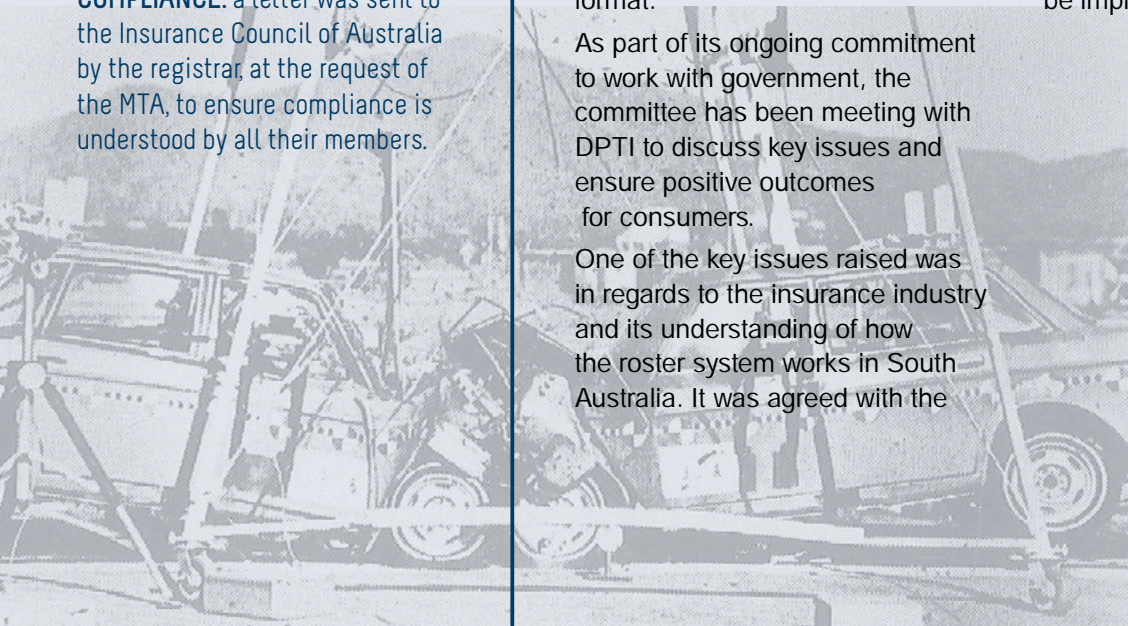 COMPLIANCE: a letter was sent to
the Insurance Council of Australia
by the registrar, at the request of
the MTA, to ensure compliance is
understood by all their members.
format.
As part of its ongoing commitment
to work with government, the
committee has been meeting with
DPTI to discuss key issues and
ensure positive outcomes
for consumers.
One of the key issues raised was
in regards to the insurance industry
and its understanding of how
the roster system works in South
Australia. It was agreed with the
be